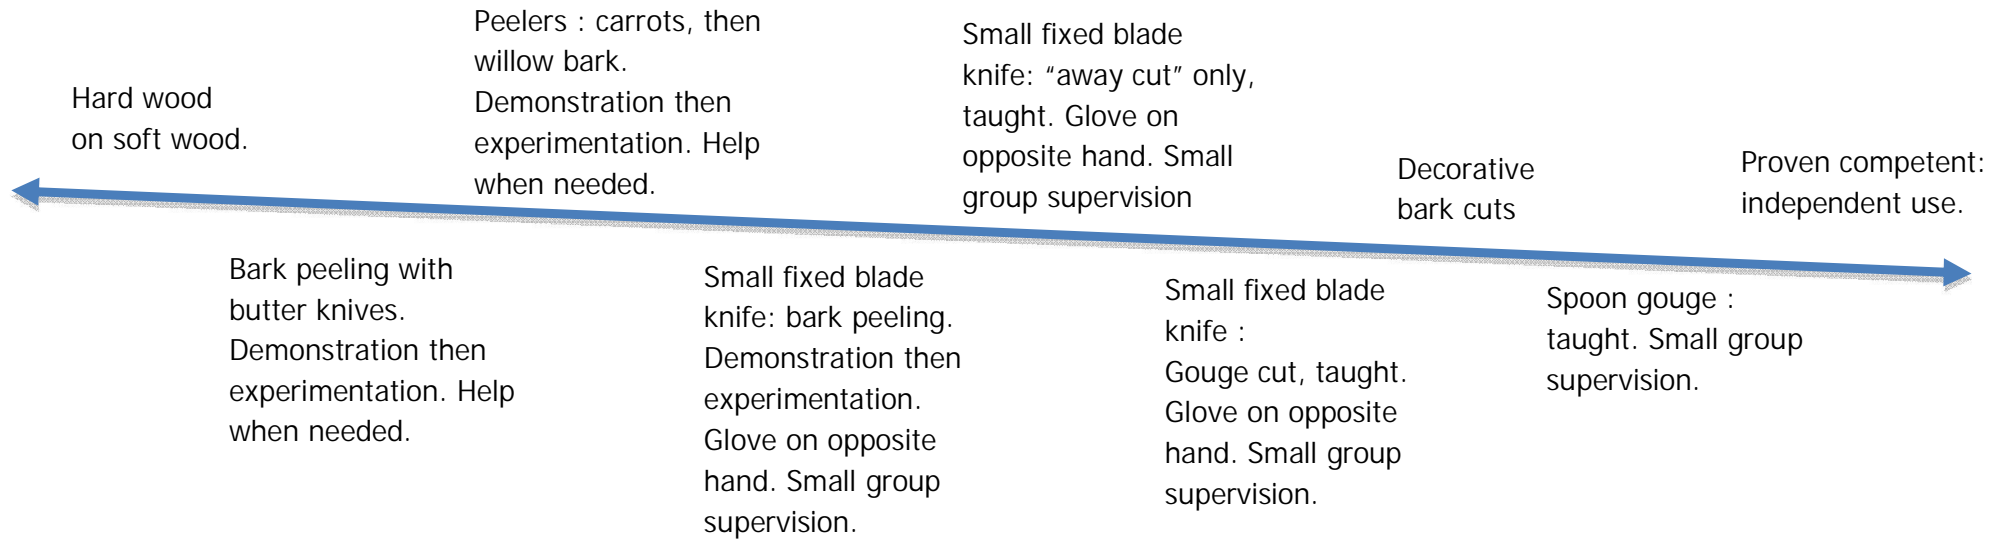 Hard wood
on soft wood.
Bark peeling with
butter knives.
Demonstration then
experimentation. Help
when needed.
Peelers : carrots, then
willow bark.
Demonstration then
experimentation. Help
when needed.
Small fixed blade
knife: bark peeling.
Demonstration then
experimentation.
Glove on opposite
hand. Small group
supervision.
Small fixed blade
knife: “away cut” only,
taught. Glove on
opposite hand. Small
group supervision
Small fixed blade
knife :
Gouge cut, taught.
Glove on opposite
hand. Small group
supervision.
Decorative
bark cuts
Spoon gouge :
taught. Small group
supervision.
Proven competent:
independent use.